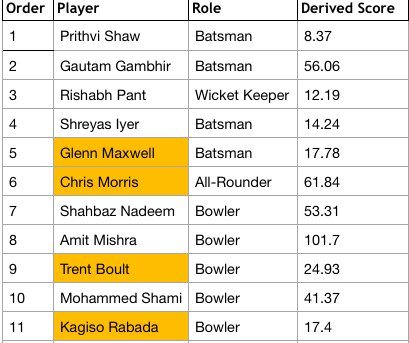 Order Player Role Derived Score
1 Prithvi Shaw Batsman 8.37
2 Gautam Gambhir Batsman 56.06
3 Rishabh Pant Wicket Keeper 12.19
4 Shreyas Iyer Batsman 14.24
5 Glenn Maxwell Batsman 17.78
6 Chris Morris All-Rounder 61.84
7 Shahbaz Nadeem Bowler 53.31
8 Amit Mishra Bowler 101.7
9 Trent Boult Bowler 24.93
10 Mohammed Shami Bowler 41.37
11 Kagiso Rabada Bowler 17.4